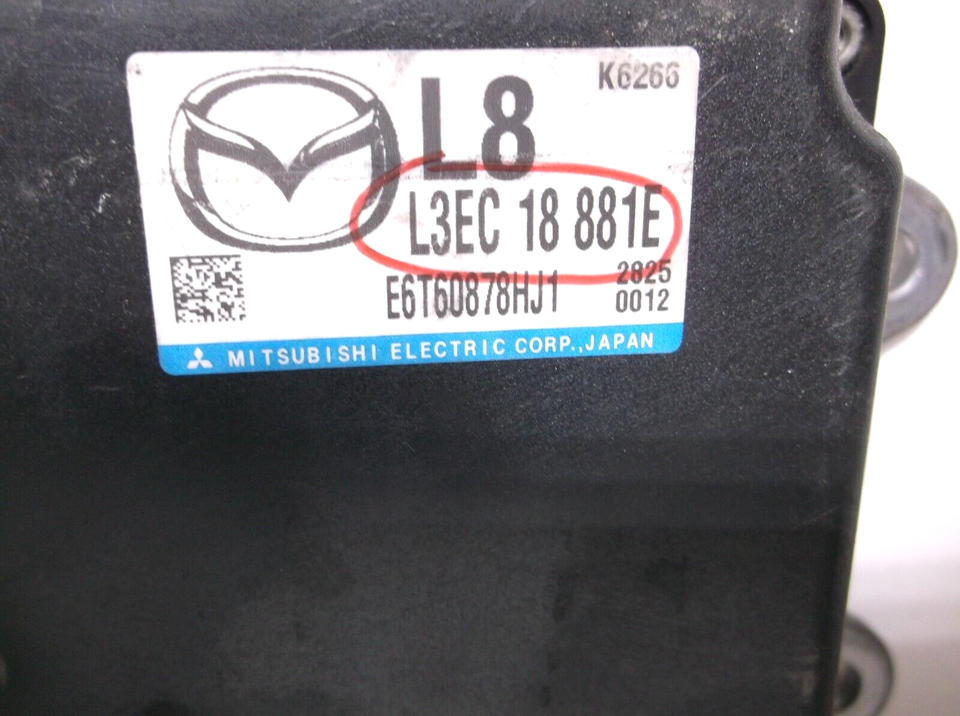 K6266
L8
L3EC 18 881E
E6T60878HJ1
2825
0012
MITSUBISHI ELECTRIC CORP.,JAPAN